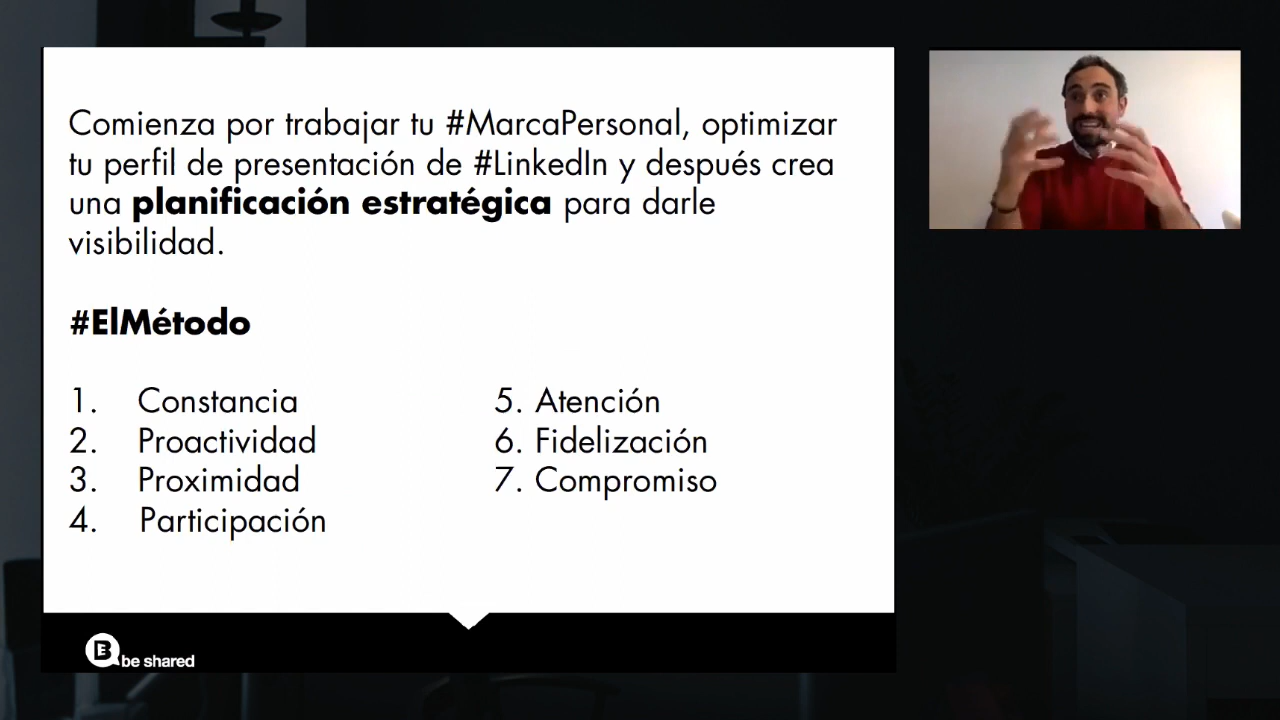 Comienza por trabajar tu #MarcaPersonal, optimizar
tu perfil de presentación de #LinkedIn y después crea
una planificación estratégica para darle
visibilidad.
#ElMétodo
1. Constancia
2. Proactividad
3. Proximidad
4. Participación
5. Atención
6. Fidelización
7. Compromiso
B be shared